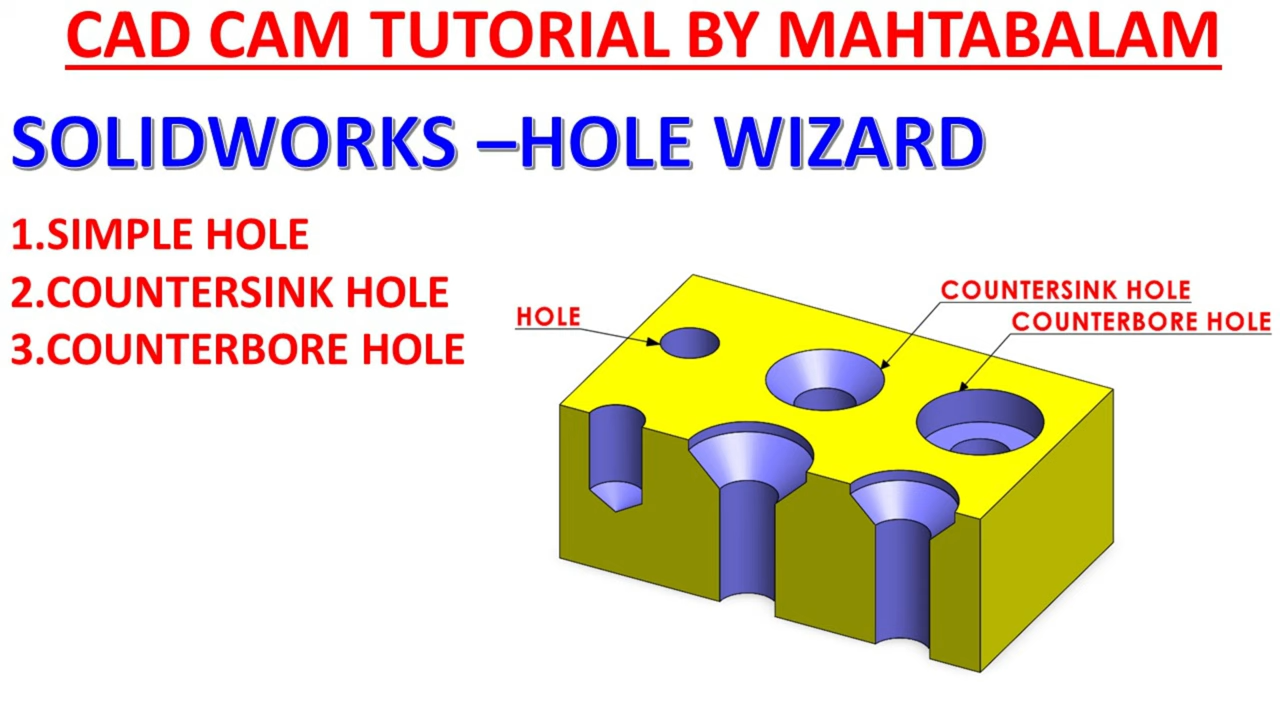 CAD CAM TUTORIAL BY MAHTABALAM
SOLIDWORKS –HOLE WIZARD
1.SIMPLE HOLE
2.COUNTERSINK HOLE
3.COUNTERBORE HOLE
HOLE
COUNTERSINK HOLE
COUNTERBORE HOLE